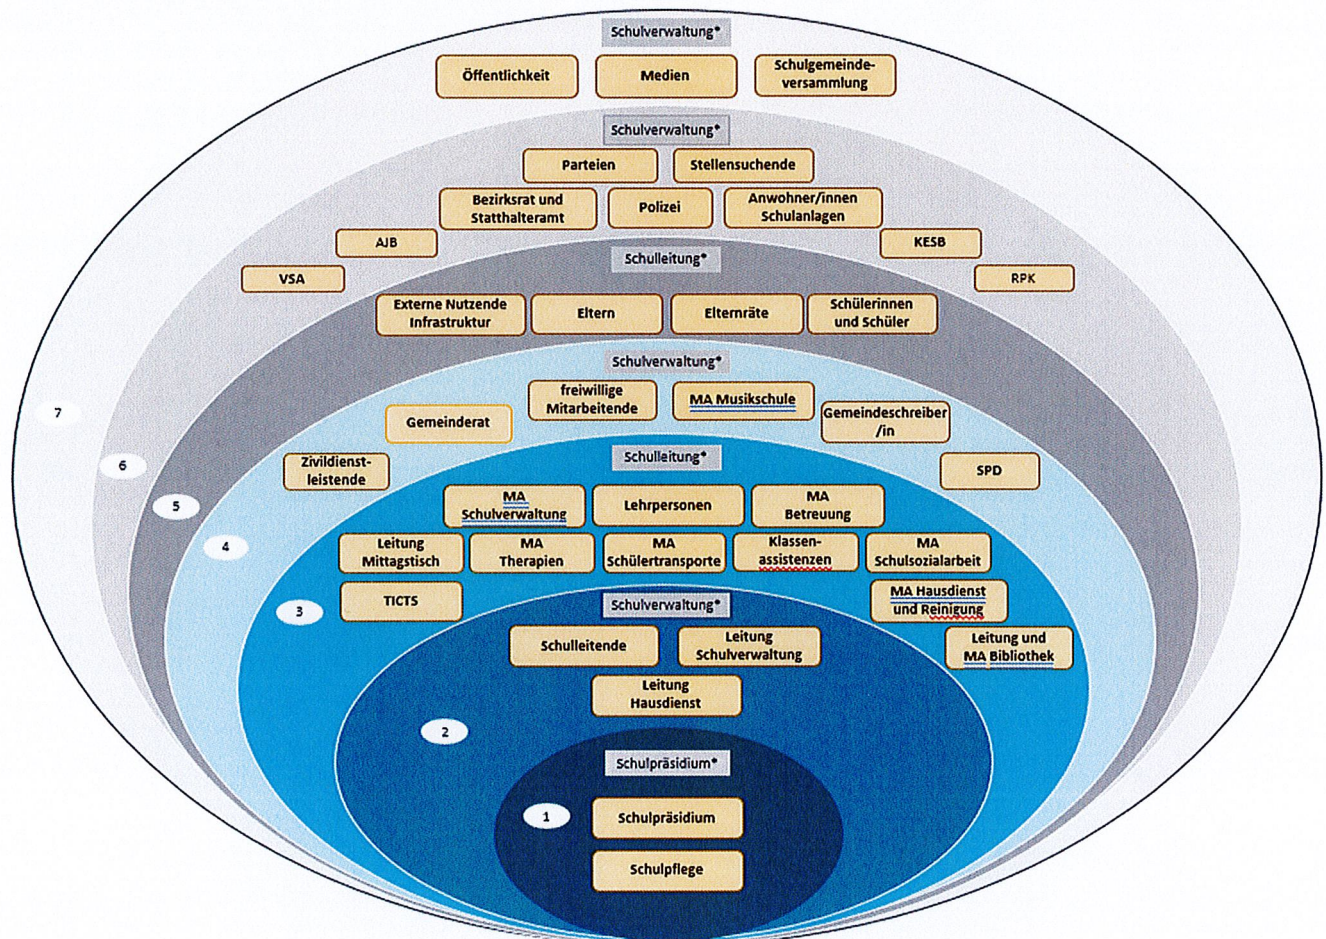 Schulverwaltung*
Öffentlichkeit
Medien
Schulgemeinde-
versammlung
Schulverwaltung*
Parteien
Stellensuchende
Bezirksrat und
Statthalteramt
Polizei
Anwohner/innen
Schulanlagen
AJB
KESB
VSA
RPK
Schulleitung*
Externe Nutzende
Infrastruktur
Eltern
Elternräte
Schülerinnen
und Schüler
Schulverwaltung*
freiwillige
Mitarbeitende
MA Musikschule
Gemeinderat
Gemeindeschreiber
/in
Zivildienst-
leistende
SPD
Schulleitung*
MA
Schulverwaltung
Lehrpersonen
MA
Betreuung
Leitung
Mittagstisch
MA
Therapien
MA
Schülertransporte
Klassen-
assistenzen
MA
Schulsozialarbeit
TICTS
MA Hausdienst
und Reinigung
Leitung und
MA Bibliothek
Schulverwaltung*
Schulleitende
Leitung
Schulverwaltung
Leitung
Hausdienst
Schulpräsidium*
Schulpräsidium
Schulpflege
7
6
5
4
3
2
1